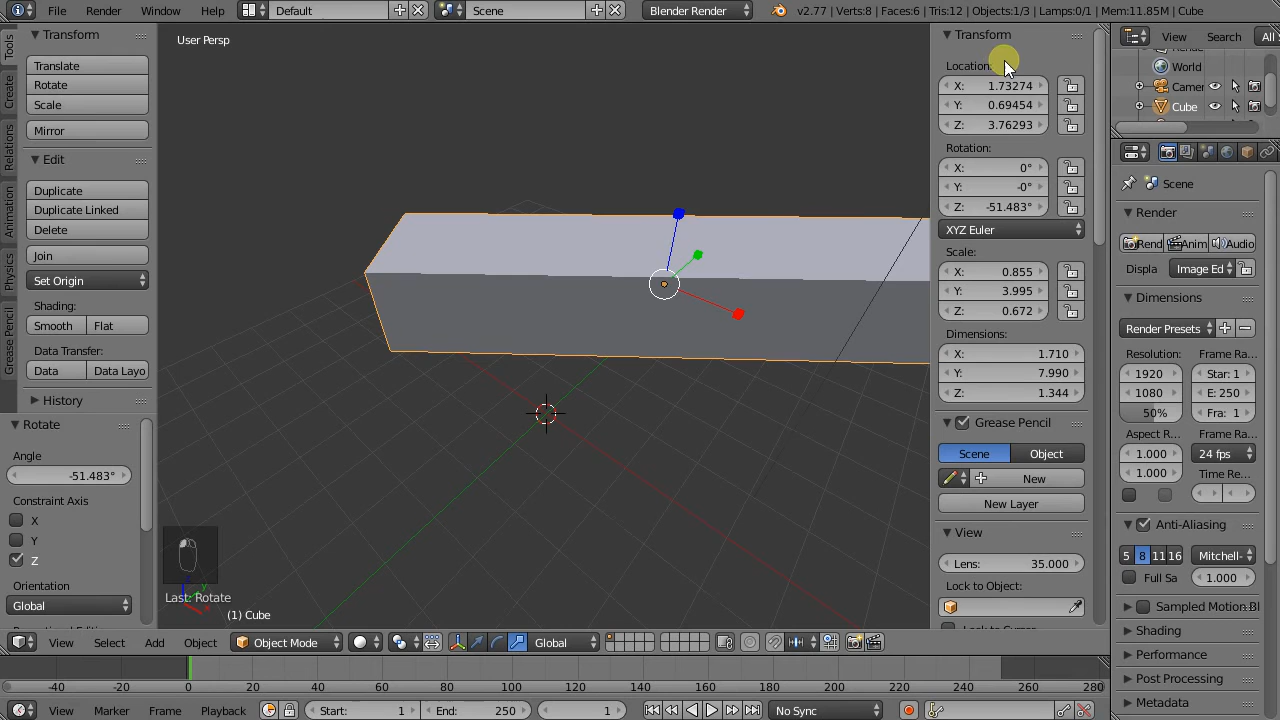 File Render Window Help Default Scene Blender Render v2.77 | Verts:8 | Faces:6 | Tris:12 | Objects:1/3 | Lamps:0/1 | Mem:11.85M | Cube
Tools
Create
Relations
Animation
Physics
Grease Pencil
Transform
Translate
Rotate
Scale
Mirror
Edit
Duplicate
Duplicate Linked
Delete
Join
Set Origin
Shading:
Smooth Flat
Data Transfer:
Data Data Layo
History
Rotate
Angle
-51.483°
Constraint Axis
X
Y
Z
Orientation
Global
User Persp
Last: Rotate
(1) Cube
Transform
Location:
X: 1.73274
Y: 0.69454
Z: 3.76293
Rotation:
X: 0°
Y: -0°
Z: -51.483°
XYZ Euler
Scale:
X: 0.855
Y: 3.995
Z: 0.672
Dimensions:
X: 1.710
Y: 7.990
Z: 1.344
Grease Pencil
Scene Object
New
New Layer
View
Lens: 35.000
Lock to Object:
View Search All
World
Camer
Cube
Scene
Render
Rend Anim Audio
Displa Image Ed
Dimensions
Render Presets
Resolution: Frame Ra...
1920 Star: 1
1080 E: 250
50% Fra: 1
Aspect R... Frame Ra...
1.000 24 fps
1.000 Time Re...
Anti-Aliasing
5 8 11 16 Mitchell-
Full Sa 1.000
Sampled Motion Bl
Shading
Performance
Post Processing
Metadata
View Select Add Object Object Mode Global
-40 -20 0 20 40 60 80 100 120 140 160 180 200 220 240 260 280
View Marker Frame Playback Start: 1 End: 250 1 No Sync